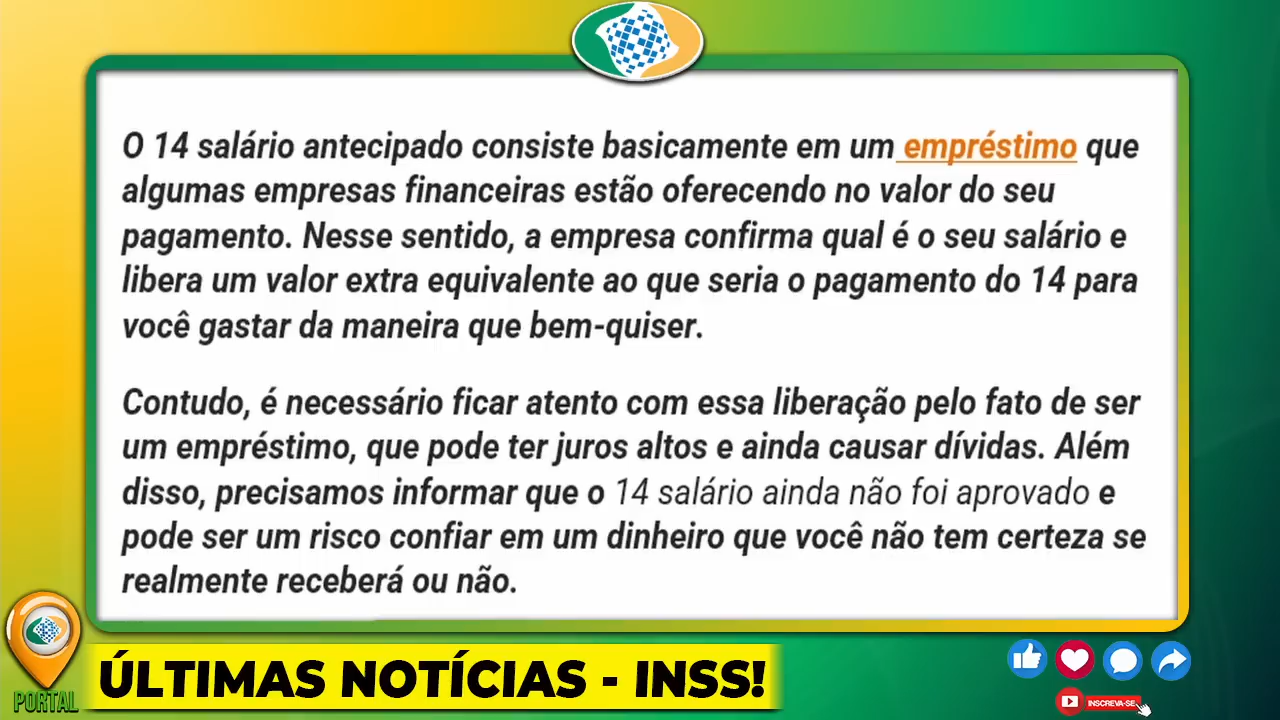 O 14 salário antecipado consiste basicamente em um empréstimo que
algumas empresas financeiras estão oferecendo no valor do seu
pagamento. Nesse sentido, a empresa confirma qual é o seu salário e
libera um valor extra equivalente ao que seria o pagamento do 14 para
você gastar da maneira que bem-quiser.
Contudo, é necessário ficar atento com essa liberação pelo fato de ser
um empréstimo, que pode ter juros altos e ainda causar dívidas. Além
disso, precisamos informar que o 14 salário ainda não foi aprovado e
pode ser um risco confiar em um dinheiro que você não tem certeza se
realmente receberá ou não.
PORTAL
ÚLTIMAS NOTÍCIAS - INSS!
INSCREVA-SE